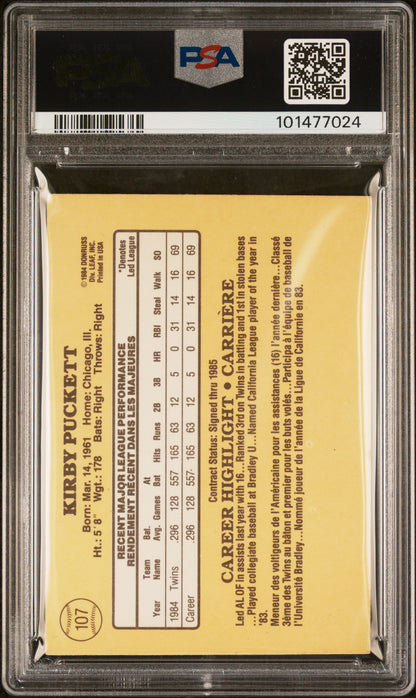 PSA
101477024
107
©1984 DONRUSS
Div. LEAF, INC.
Printed in USA
KIRBY PUCKETT
Born: Mar. 14, 1961 Home: Chicago, Ill.
Ht.: 5' 8" Wgt.: 178 Bats: Right Throws: Right
RECENT MAJOR LEAGUE PERFORMANCE *Denotes
RENDEMENT RECENT DANS LES MAJEURES Led League
Year Team Name Bat. Avg. Games At Bat Hits Runs 2B 3B HR RBI Steal Walk SO
1984 Twins .296 128 557 165 63 12 5 0 31 14 16 69
Career .296 128 557 165 63 12 5 0 31 14 16 69
Contract Status: Signed thru 1985
CAREER HIGHLIGHT • CARRIÈRE
Led AL OF in assists last year with 16...Ranked 3rd on Twins in batting and 1st in stolen bases
...Played collegiate baseball at Bradley U...Named California League player of the year in
'83.
Meneur des voltigeurs de l'Américaine pour les assistances (16) l'année dernière...Classé
3ème des Twins au bâton et premier pour les buts volés...Participa à l'équipe de baseball de
l'Université Bradley...Nommé joueur de l'année de la Ligue de Californie en 83.